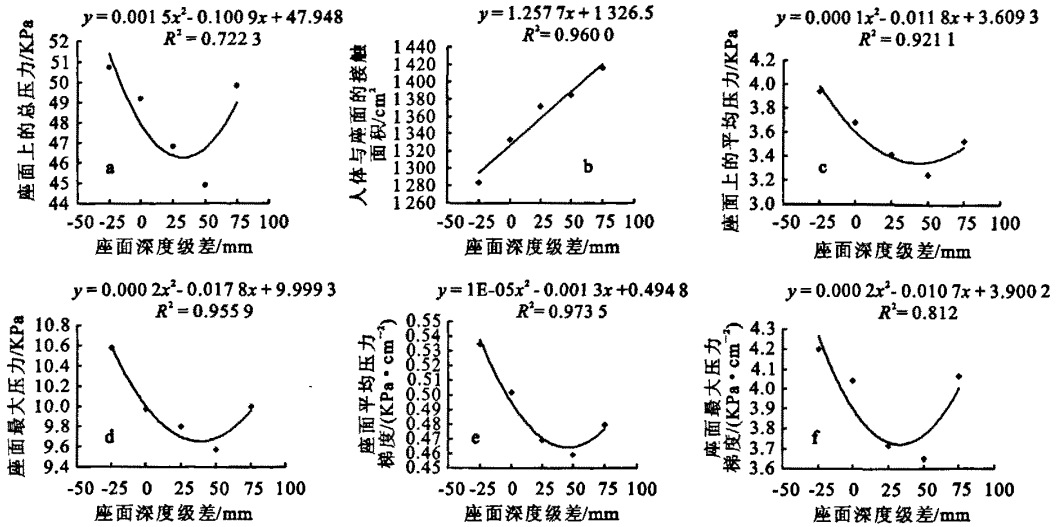 y = 0.001 5x² - 0.100 9x + 47.948
R² = 0.722 3
座面上的总压力/KPa
52
51
50
49
48
47
46
45
44
a
-50 -25 0 25 50 75 100
座面深度级差/mm
y = 1.257 7x + 1 326.5
R² = 0.960 0
人体与座面的接触
面积/cm²
1 440
1 420
1 400
1 380
1 360
1 340
1 320
1 300
1 280
1 260
b
-50 -25 0 25 50 75 100
座面深度级差/mm
y = 0.000 1x² - 0.011 8x + 3.609 3
R² = 0.921 1
座面上的平均压力/KPa
4.2
4.0
3.8
3.6
3.4
3.2
3.0
c
-50 -25 0 25 50 75 100
座面深度级差/mm
y = 0.000 2x² - 0.017 8x + 9.999 3
R² = 0.955 9
座面最大压力/KPa
10.8
10.6
10.4
10.2
10.0
9.8
9.6
9.4
d
-50 -25 0 25 50 75 100
座面深度级差/mm
y = 1E-05x² - 0.001 3x + 0.494 8
R² = 0.973 5
座面平均压力
梯度/(KPa·cm⁻²)
0.55
0.54
0.53
0.52
0.51
0.50
0.49
0.48
0.47
0.46
0.45
e
-50 -25 0 25 50 75 100
座面深度级差/mm
y = 0.000 2x² - 0.010 7x + 3.900 2
R² = 0.812
座面最大压力
梯度/(KPa·cm⁻²)
4.3
4.2
4.1
4.0
3.9
3.8
3.7
3.6
f
-50 -25 0 25 50 75 100
座面深度级差/mm